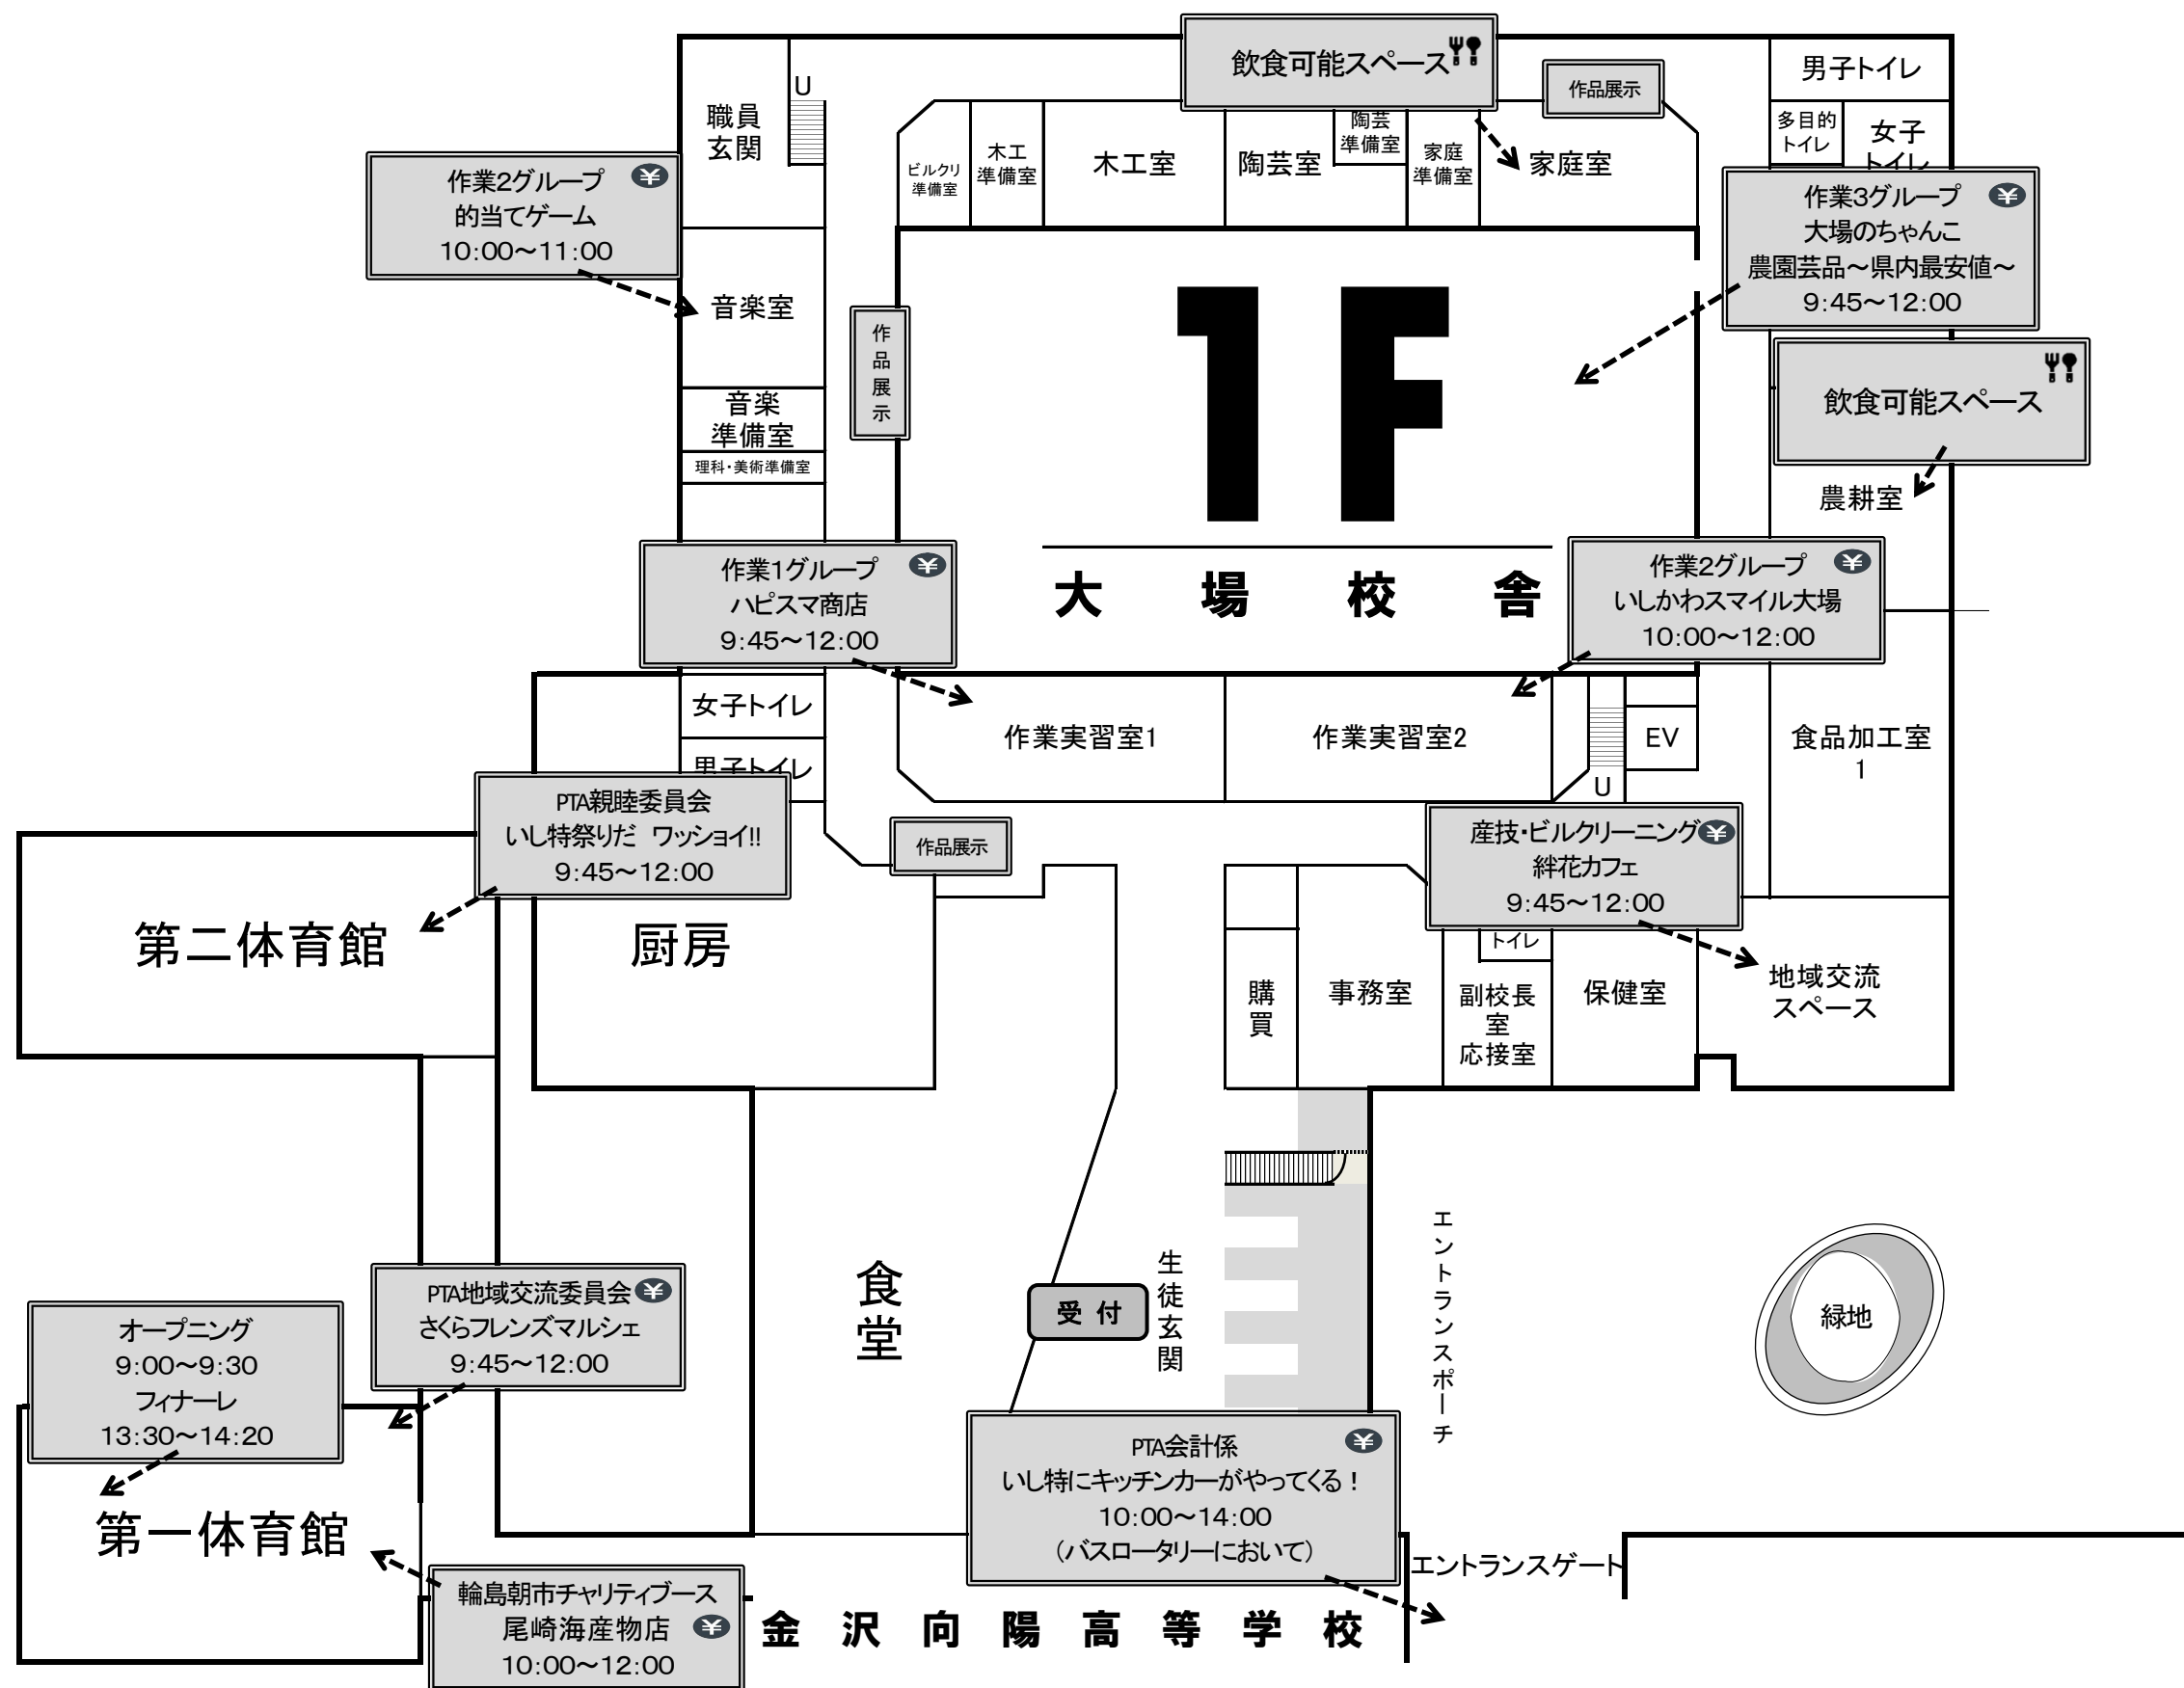 飲食可能スペース
作品展示
男子トイレ
職員
玄関
U
多目的
トイレ
女子
トイレ
ビルクリ
準備室
木工
準備室
木工室
陶芸室
陶芸
準備室
家庭
準備室
家庭室
作業2グループ
的当てゲーム
10:00～11:00
作業3グループ
大場のちゃんこ
農園芸品～県内最安値～
9:45～12:00
音楽室
作品展示
1F
飲食可能スペース
音楽
準備室
理科・美術準備室
農耕室
作業1グループ
ハピスマ商店
9:45～12:00
大場校舎
作業2グループ
いしかわスマイル大場
10:00～12:00
女子トイレ
男子トイレ
作業実習室1
作業実習室2
U
EV
食品加工室
1
PTA親睦委員会
いし特祭りだ ワッショイ!!
9:45～12:00
作品展示
産技・ビルクリーニング
絆花カフェ
9:45～12:00
第二体育館
厨房
購買
事務室
トイレ
副校長
室
応接室
保健室
地域交流
スペース
エントランスポーチ
緑地
食堂
受付
生徒玄関
PTA地域交流委員会
さくらフレンズマルシェ
9:45～12:00
オープニング
9:00～9:30
フィナーレ
13:30～14:20
第一体育館
PTA会計係
いし特にキッチンカーがやってくる！
10:00～14:00
（バスロータリーにおいて）
エントランスゲート
輪島朝市チャリティブース
尾崎海産物店
10:00～12:00
金沢向陽高等学校